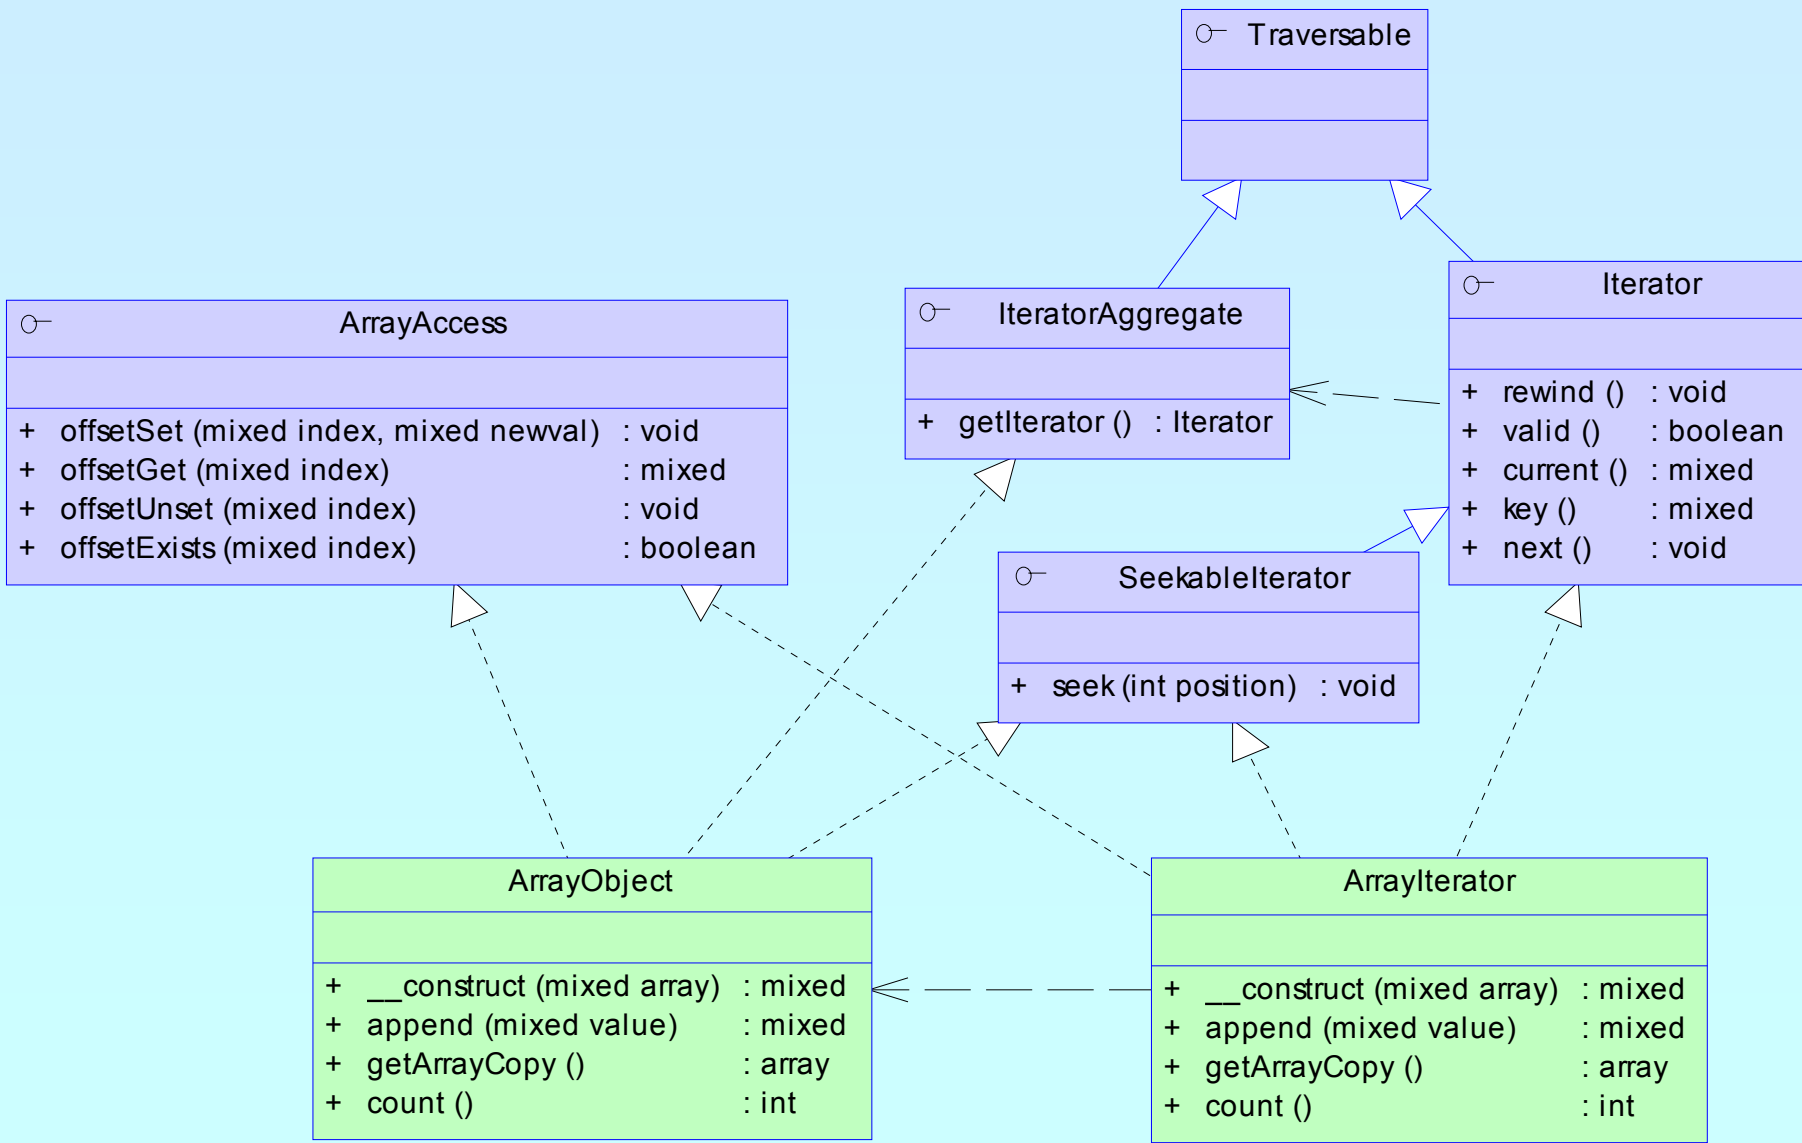 Traversable
IteratorAggregate
+ getIterator () : Iterator
Iterator
+ rewind () : void
+ valid () : boolean
+ current () : mixed
+ key () : mixed
+ next () : void
ArrayAccess
+ offsetSet (mixed index, mixed newval) : void
+ offsetGet (mixed index) : mixed
+ offsetUnset (mixed index) : void
+ offsetExists (mixed index) : boolean
SeekableIterator
+ seek (int position) : void
ArrayObject
+ __construct (mixed array) : mixed
+ append (mixed value) : mixed
+ getArrayCopy () : array
+ count () : int
ArrayIterator
+ __construct (mixed array) : mixed
+ append (mixed value) : mixed
+ getArrayCopy () : array
+ count () : int